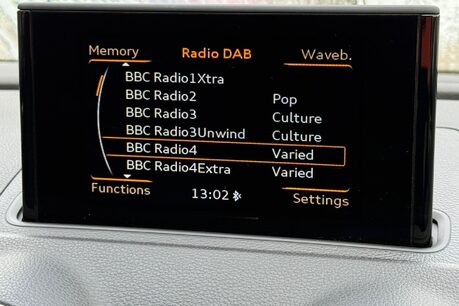 Memory Radio DAB Waveb.
BBC Radio1Xtra
BBC Radio2 Pop
BBC Radio3 Culture
BBC Radio3Unwind Culture
BBC Radio4 Varied
BBC Radio4Extra Varied
Functions 13:02 Settings